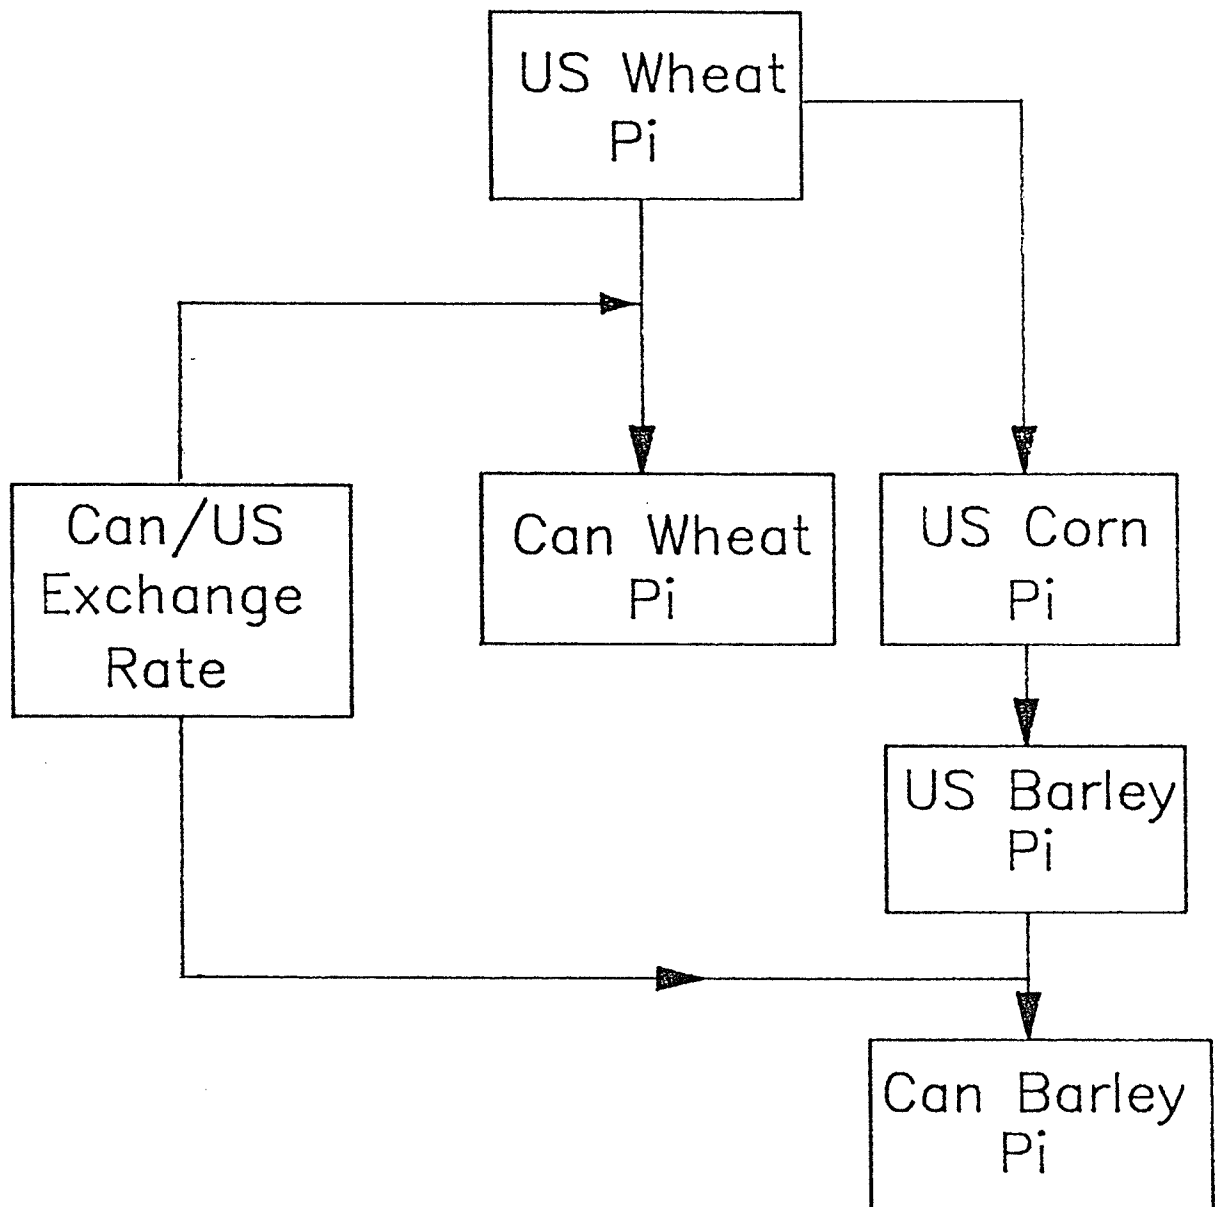 US Wheat
Pi
Can/US
Exchange
Rate
Can Wheat
Pi
US Corn
Pi
US Barley
Pi
Can Barley
Pi